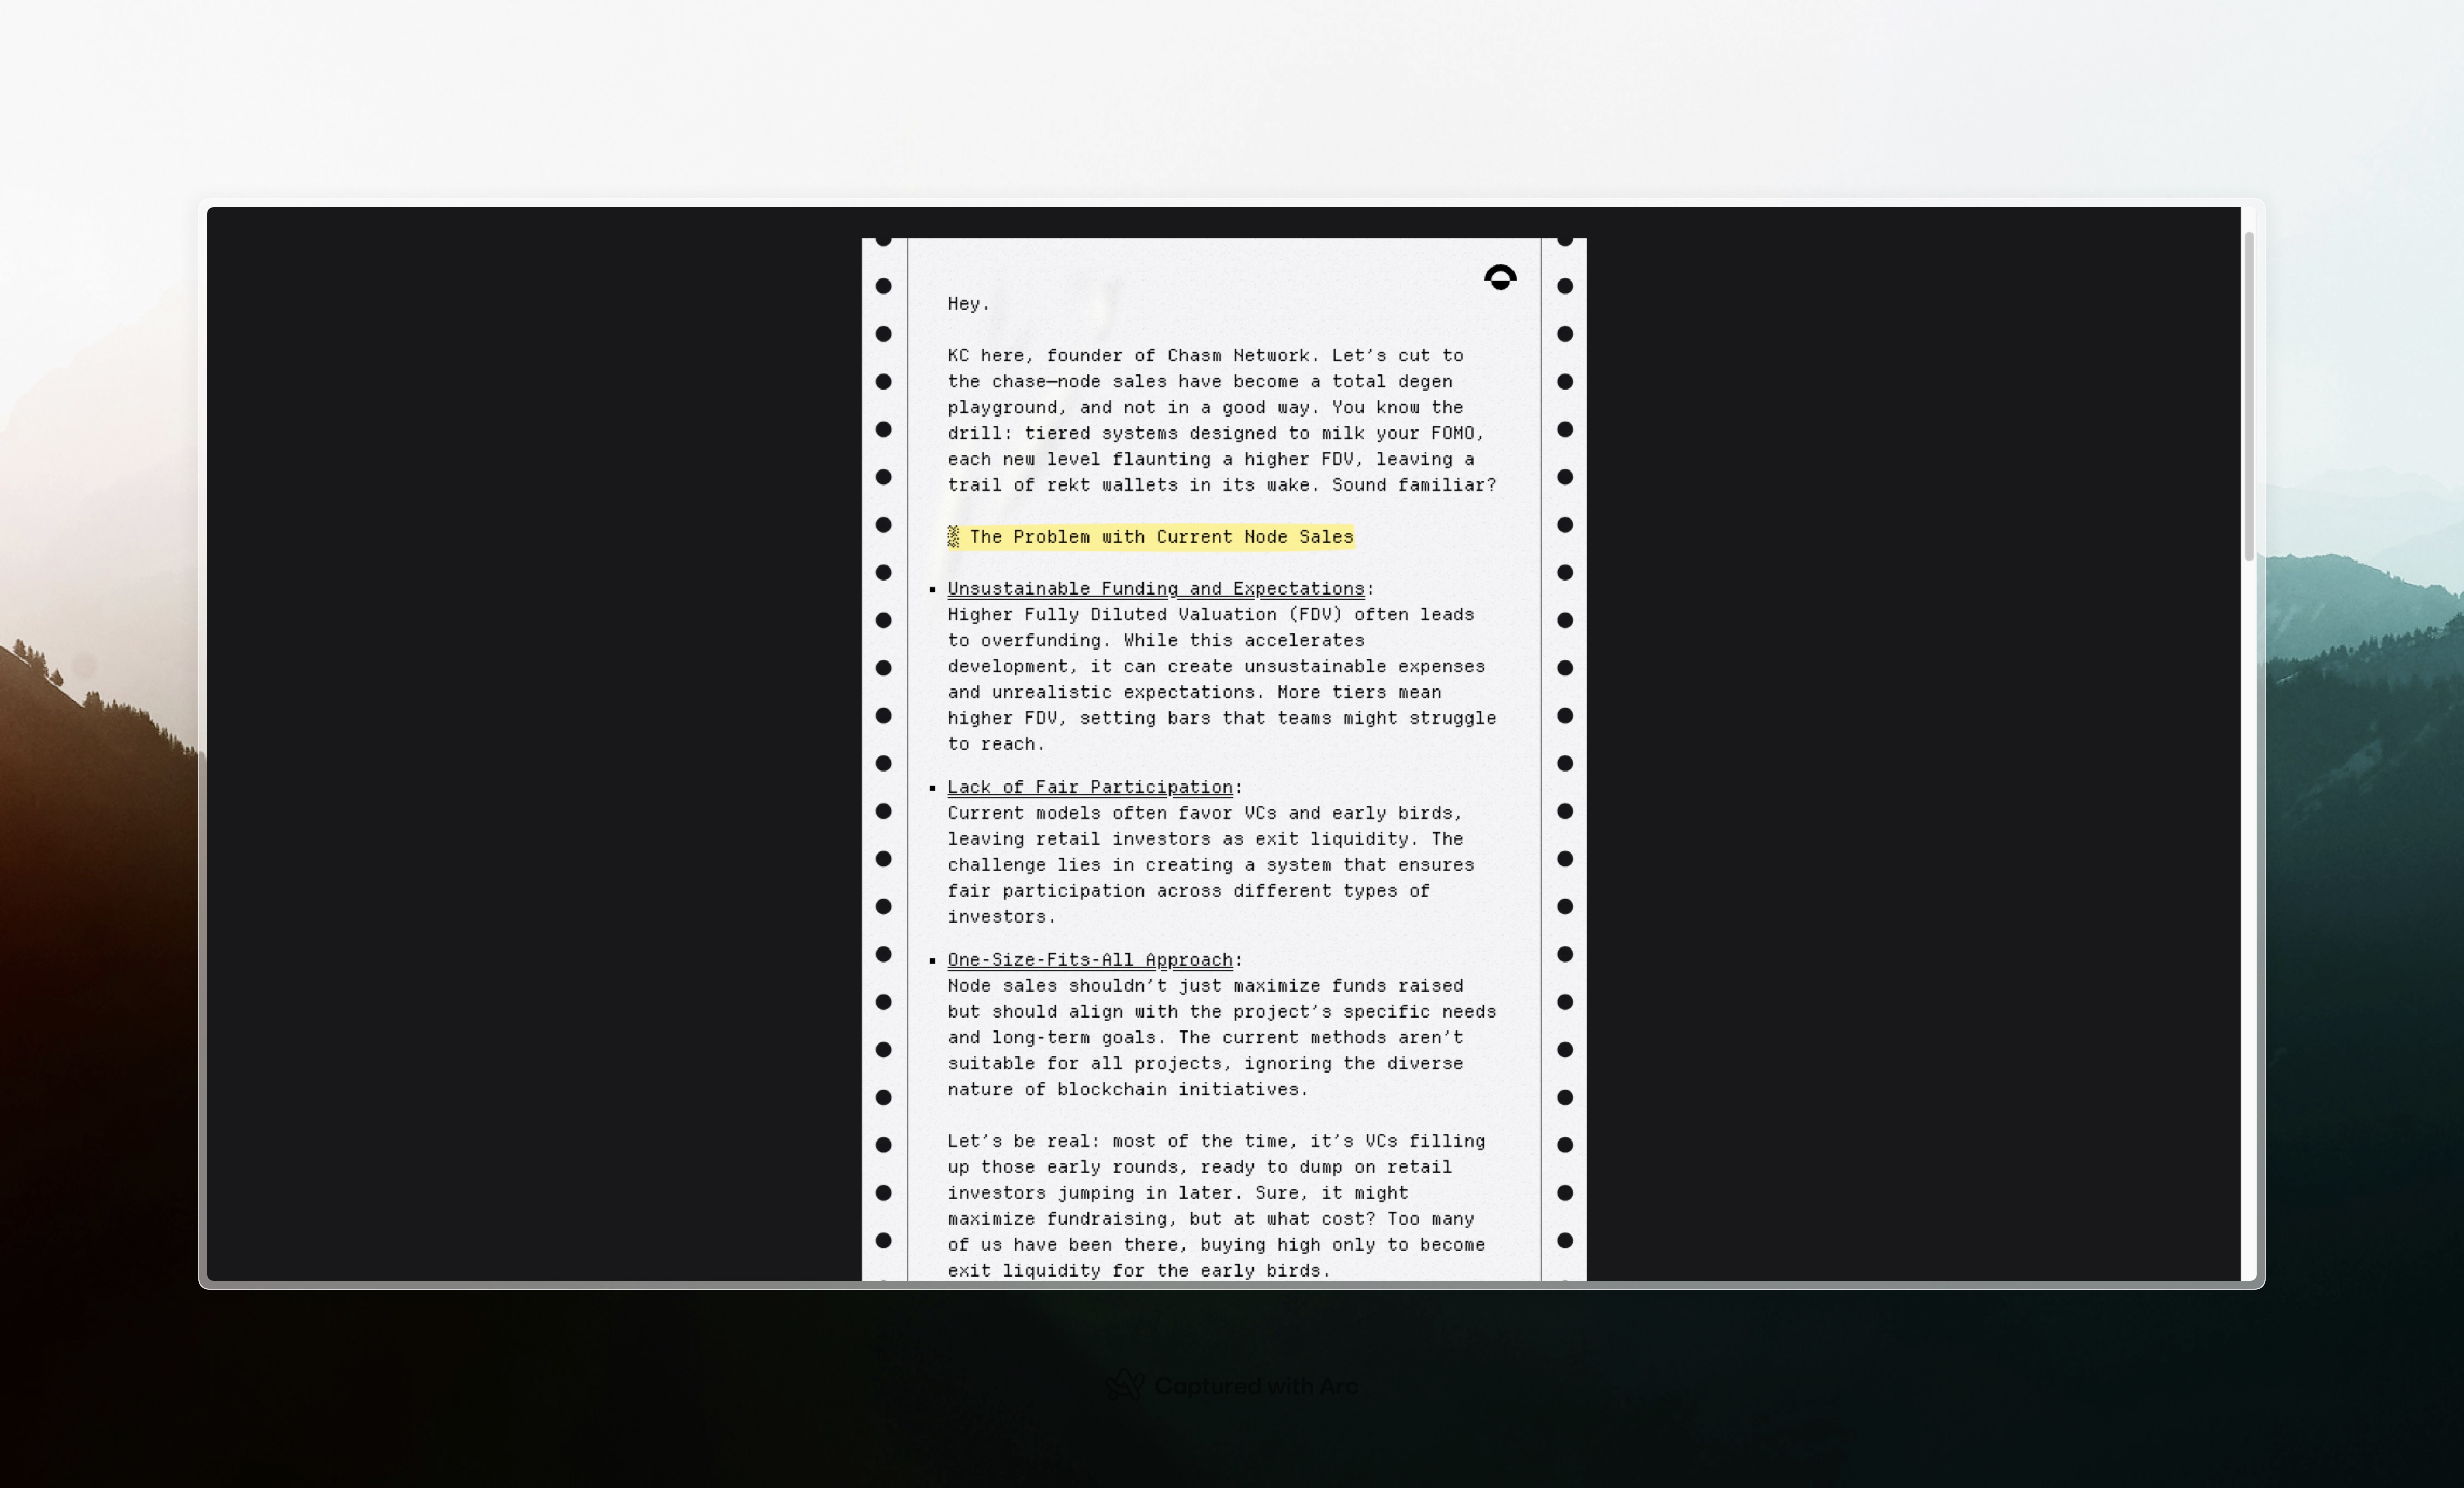 Hey.
KC here, founder of Chasm Network. Let’s cut to
the chase—node sales have become a total degen
playground, and not in a good way. You know the
drill: tiered systems designed to milk your FOMO,
each new level flaunting a higher FDV, leaving a
trail of rekt wallets in its wake. Sound familiar?
▒ The Problem with Current Node Sales
▪ Unsustainable Funding and Expectations:
Higher Fully Diluted Valuation (FDV) often leads
to overfunding. While this accelerates
development, it can create unsustainable expenses
and unrealistic expectations. More tiers mean
higher FDV, setting bars that teams might struggle
to reach.
▪ Lack of Fair Participation:
Current models often favor VCs and early birds,
leaving retail investors as exit liquidity. The
challenge lies in creating a system that ensures
fair participation across different types of
investors.
▪ One-Size-Fits-All Approach:
Node sales shouldn’t just maximize funds raised
but should align with the project’s specific needs
and long-term goals. The current methods aren’t
suitable for all projects, ignoring the diverse
nature of blockchain initiatives.
Let’s be real: most of the time, it’s VCs filling
up those early rounds, ready to dump on retail
investors jumping in later. Sure, it might
maximize fundraising, but at what cost? Too many
of us have been there, buying high only to become
exit liquidity for the early birds.
Captured with Arc